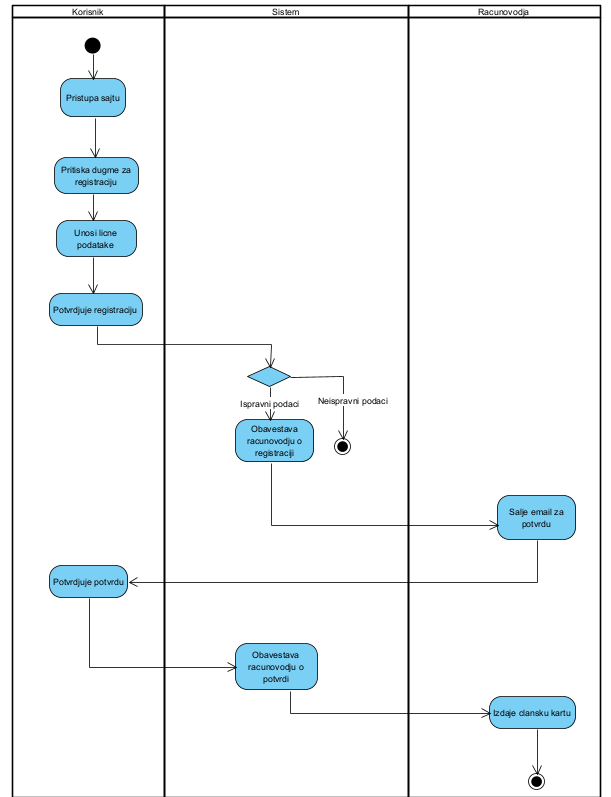 Korisnik
Sistem
Racunovodja
Pristupa sajtu
Pritiska dugme za
registraciju
Unosi licne
podatake
Potvrdjuje registraciju
Ispravni podaci
Neispravni podaci
Obavestava
racunovodju o
registraciji
Salje email za
potvrdu
Potvrdjuje potvrdu
Obavestava
racunovodju o
potvrdi
Izdaje clansku kartu